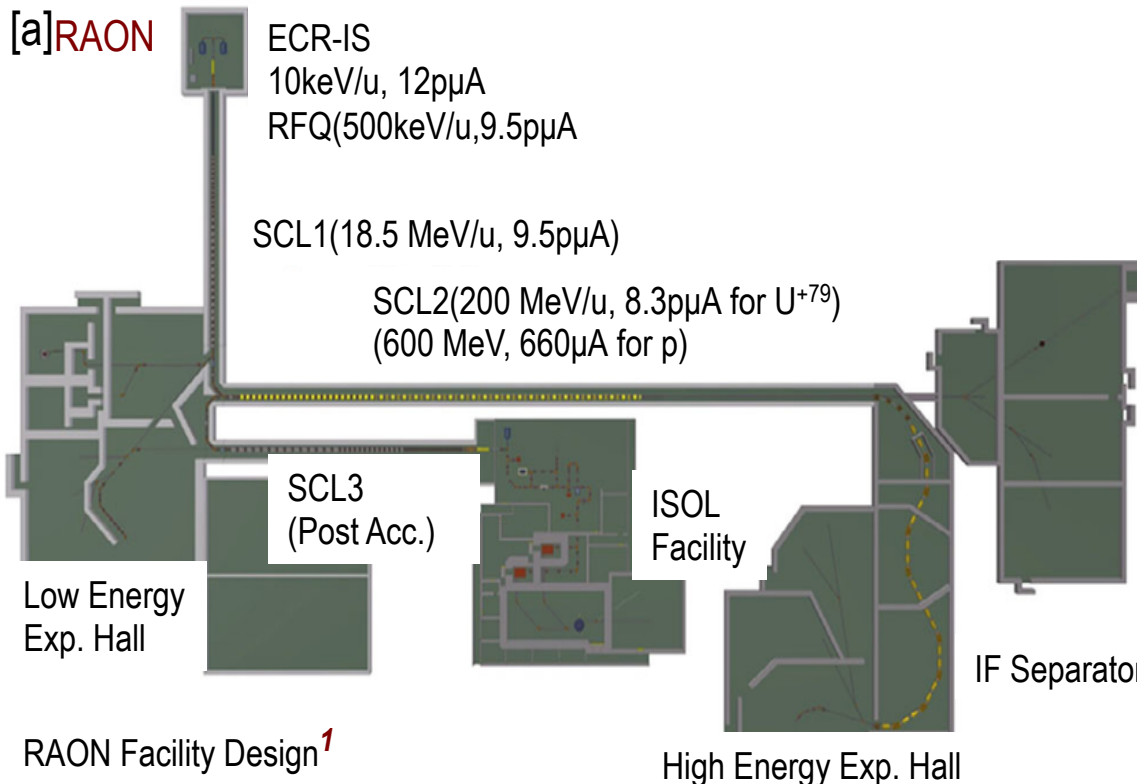 [a]RAON
ECR-IS
10keV/u, 12pµA
RFQ(500keV/u,9.5pµA
SCL1(18.5 MeV/u, 9.5pµA)
SCL2(200 MeV/u, 8.3pµA for U+79)
(600 MeV, 660µA for p)
SCL3
(Post Acc.)
ISOL
Facility
Low Energy
Exp. Hall
IF Separator
RAON Facility Design1
High Energy Exp. Hall